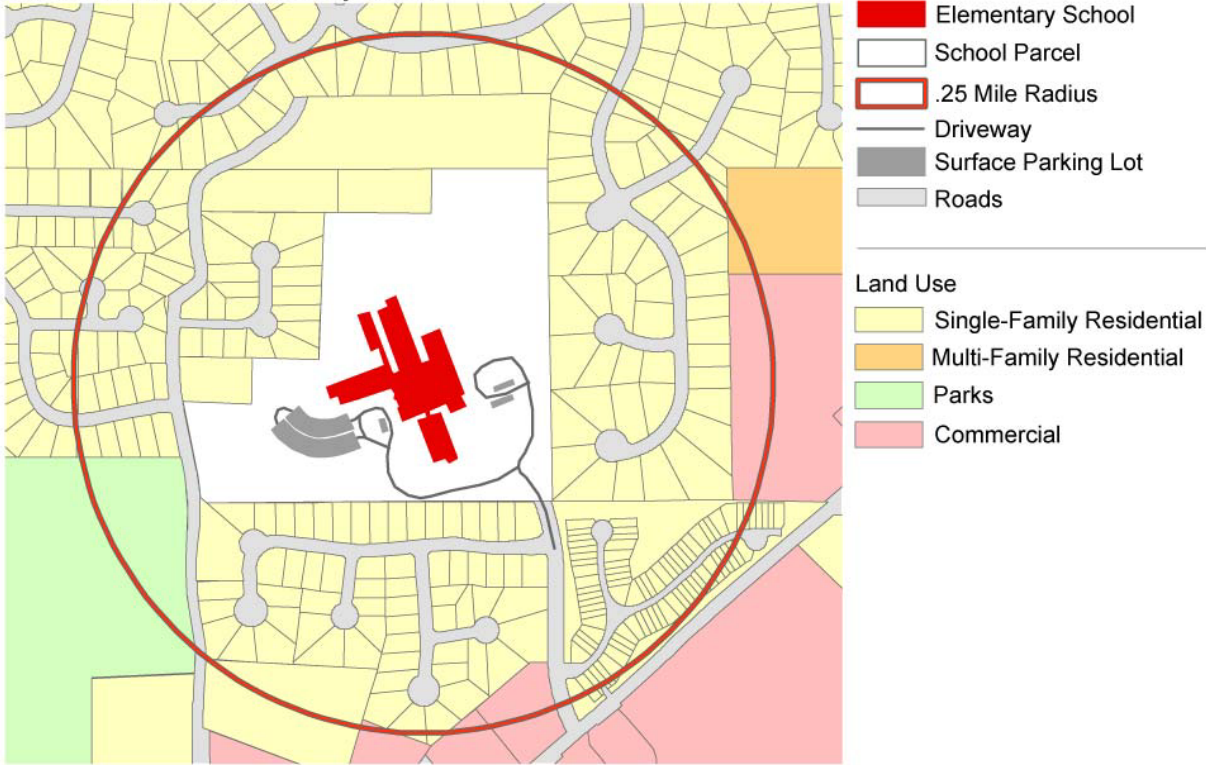 Elementary School
School Parcel
.25 Mile Radius
Driveway
Surface Parking Lot
Roads
Land Use
Single-Family Residential
Multi-Family Residential
Parks
Commercial